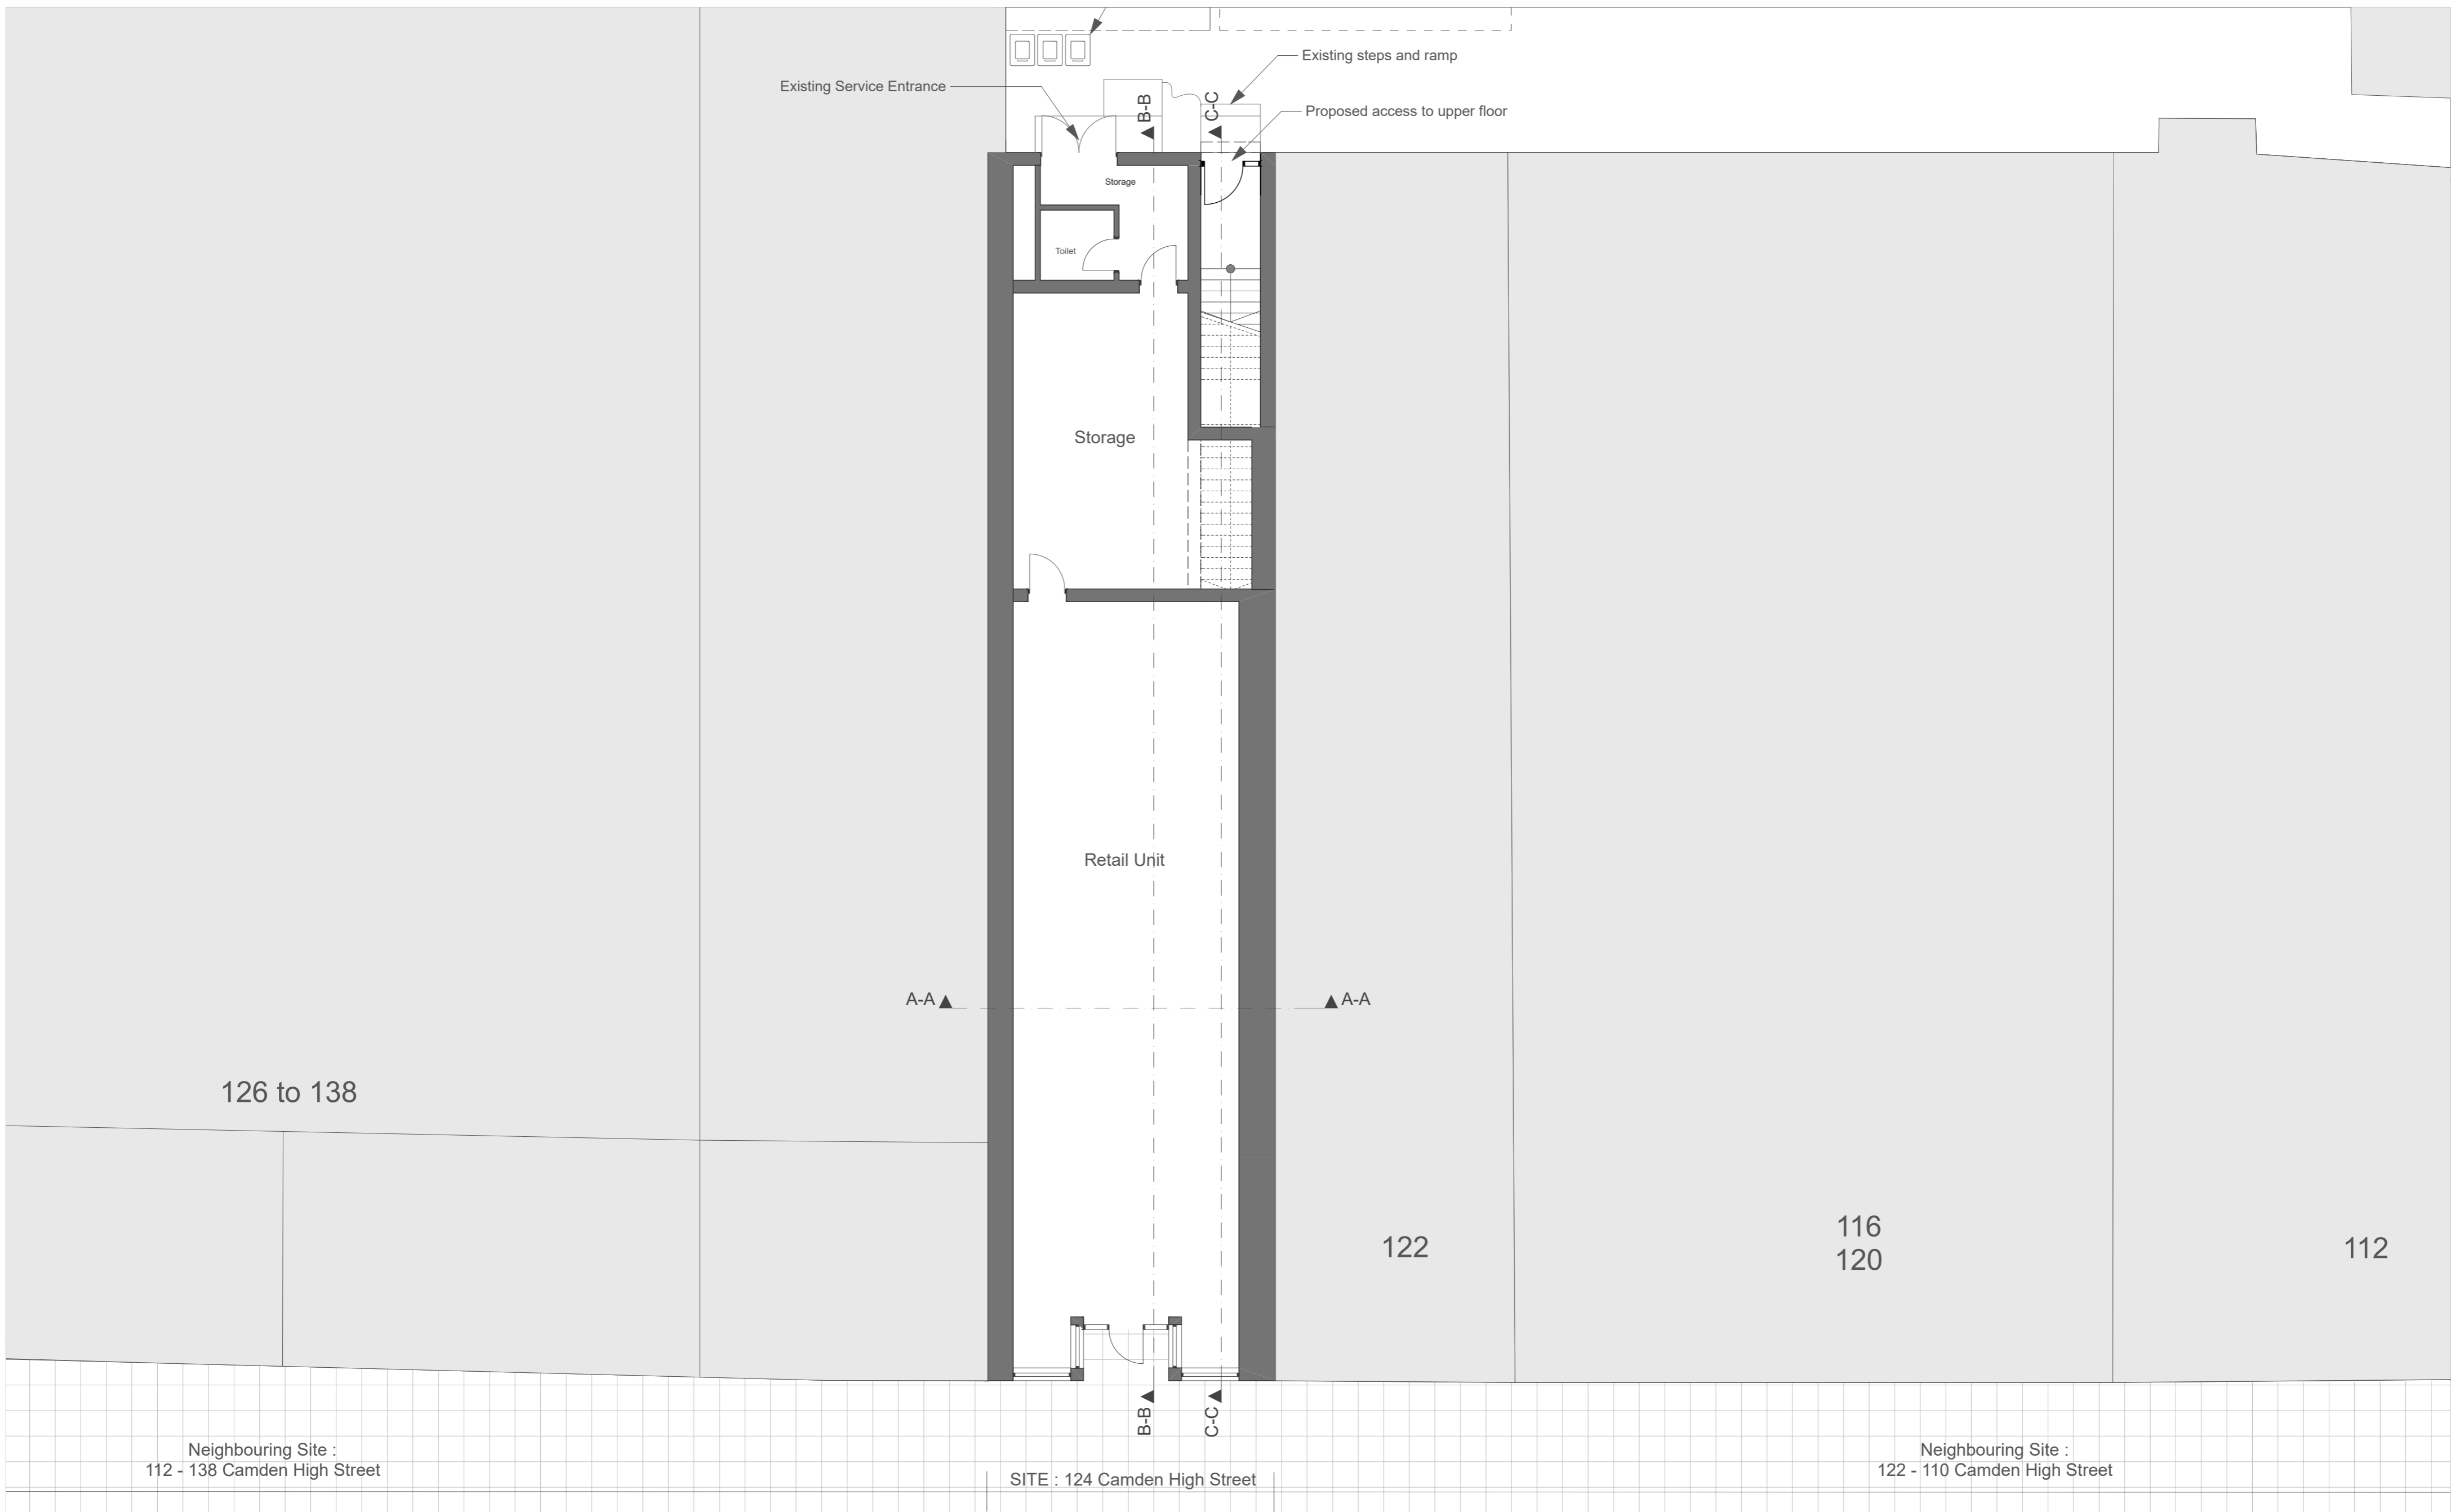 Existing steps and ramp
Existing Service Entrance
B-B
C-C
Proposed access to upper floor
Storage
Toilet
Storage
Retail Unit
A-A
A-A
126 to 138
122
116
120
112
B-B
C-C
Neighbouring Site :
112 - 138 Camden High Street
SITE : 124 Camden High Street
Neighbouring Site :
122 - 110 Camden High Street